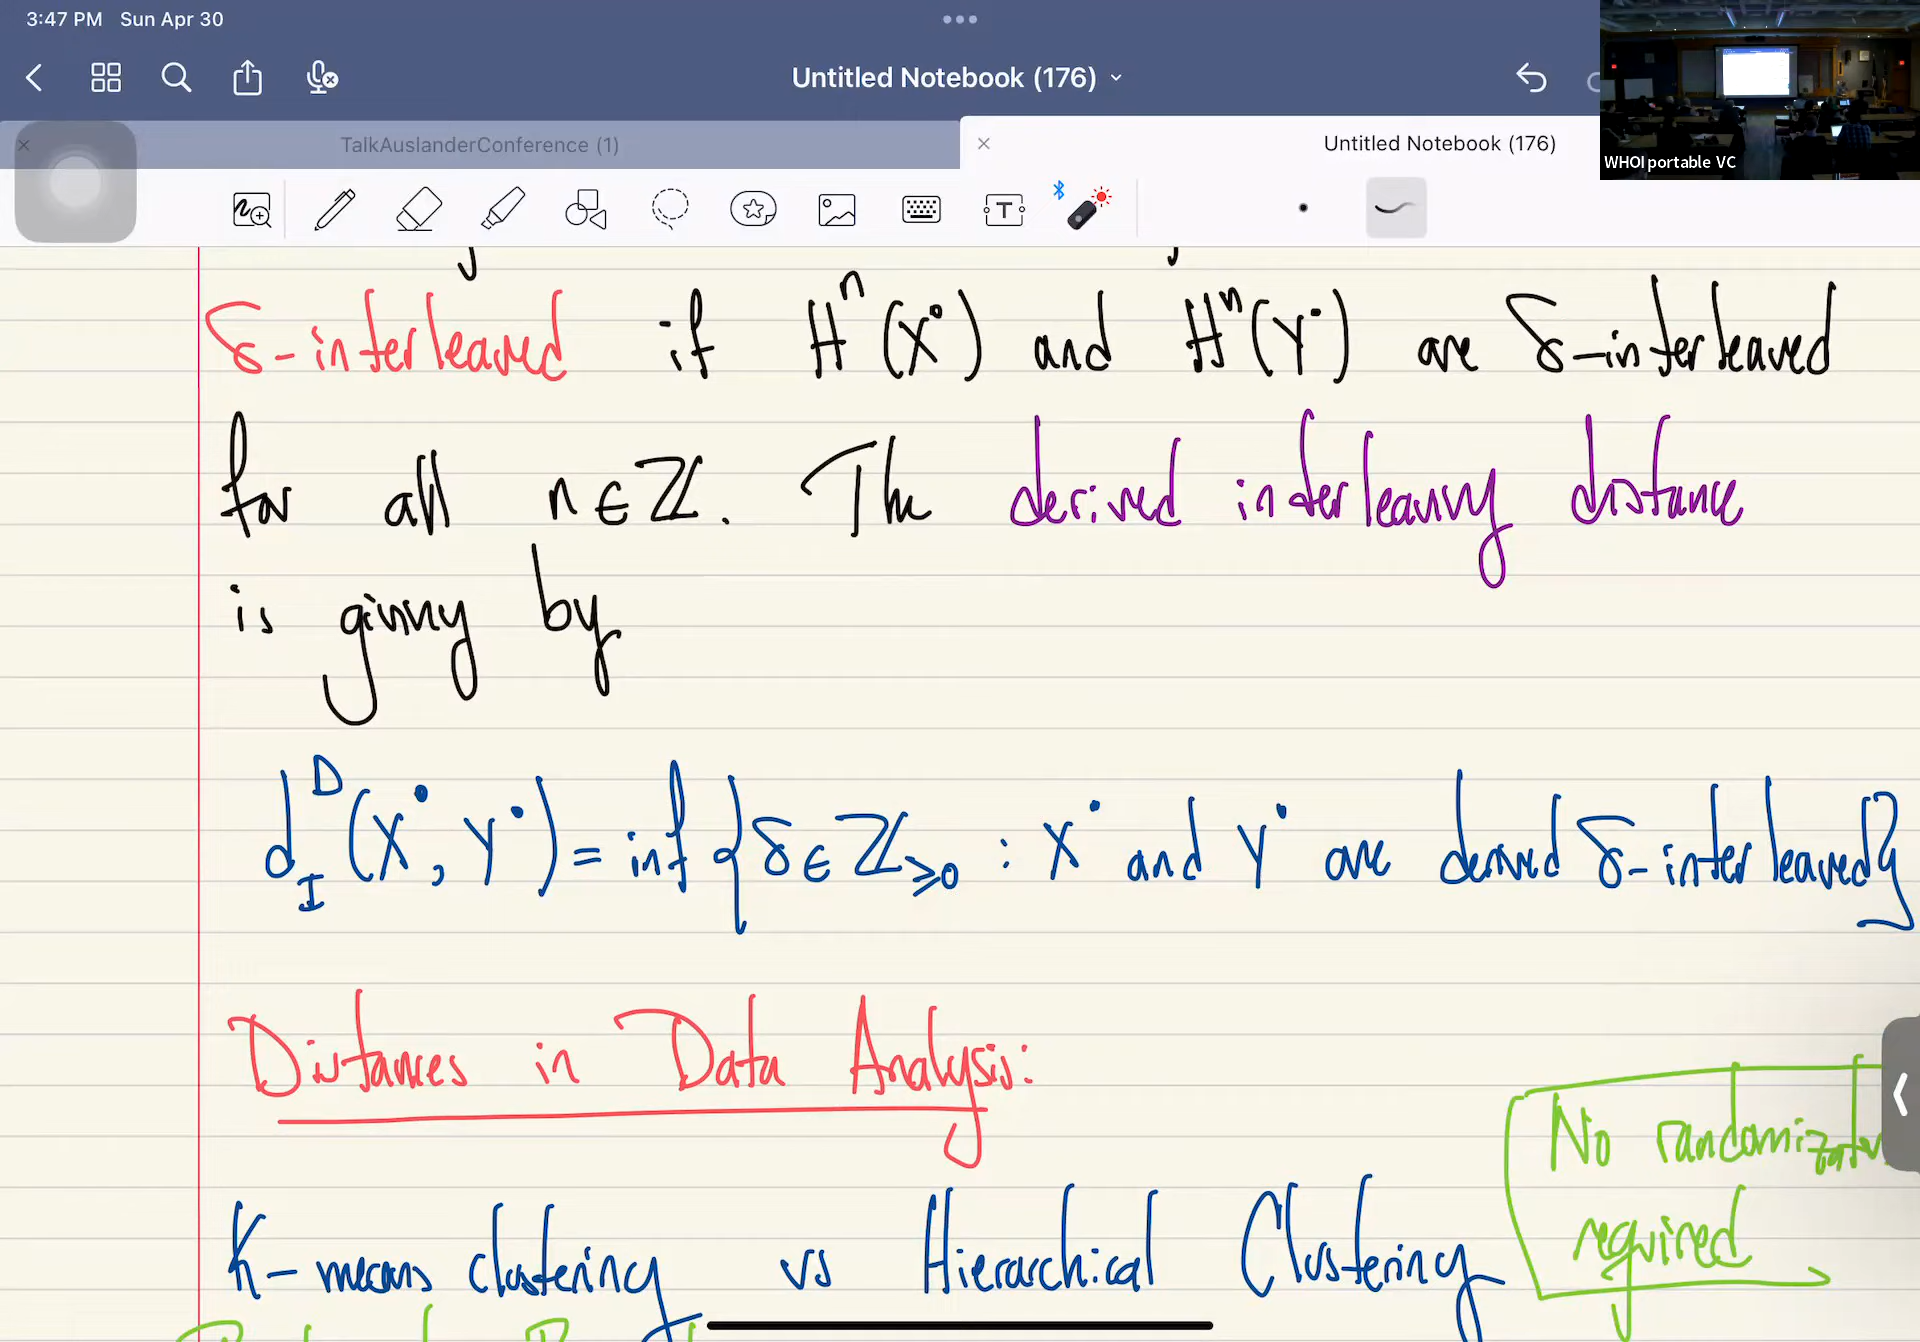 3:47 PM Sun Apr 30
Untitled Notebook (176)
WHOI portable VC
TalkAuslanderConference (1)
Untitled Notebook (176)
δ-interleaved if Hⁿ(X•) and Hⁿ(Y•) are δ-interleaved
for all n∈ℤ. The derived interleaving distance
is giving by
d_I^D (X•, Y•) = inf {δ ∈ ℤ≥0 : X• and Y• are derived δ-interleaved}
Distances in Data Analysis:
No
required
K-means clustering vs Hierarchical Clustering